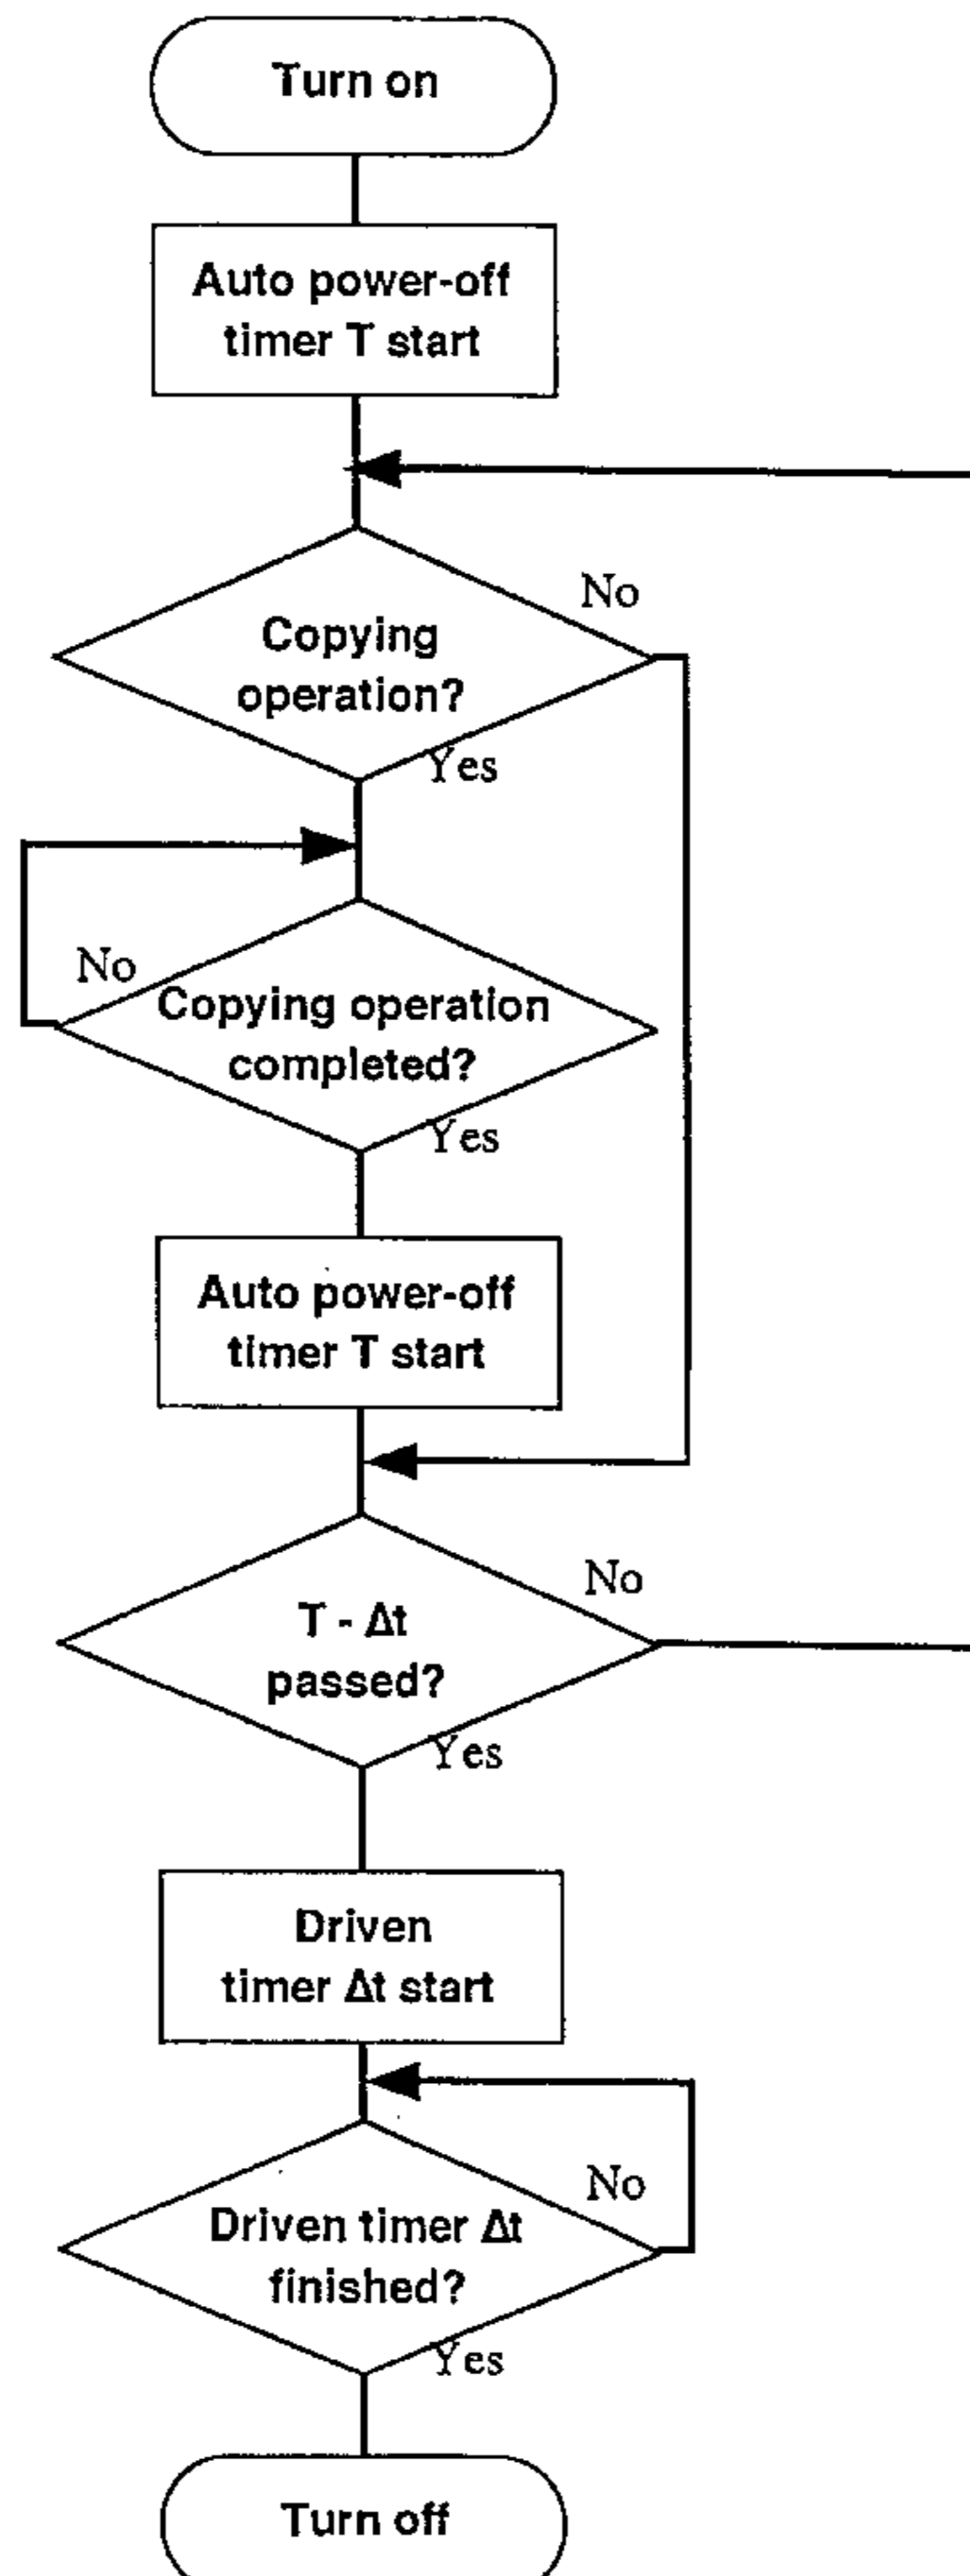 Turn on
Auto power-off
timer T start
No
Copying
operation?
Yes
No
Copying operation
completed?
Yes
Auto power-off
timer T start
No
T - Δt
passed?
Yes
Driven
timer Δt start
No
Driven timer Δt
finished?
Yes
Turn off